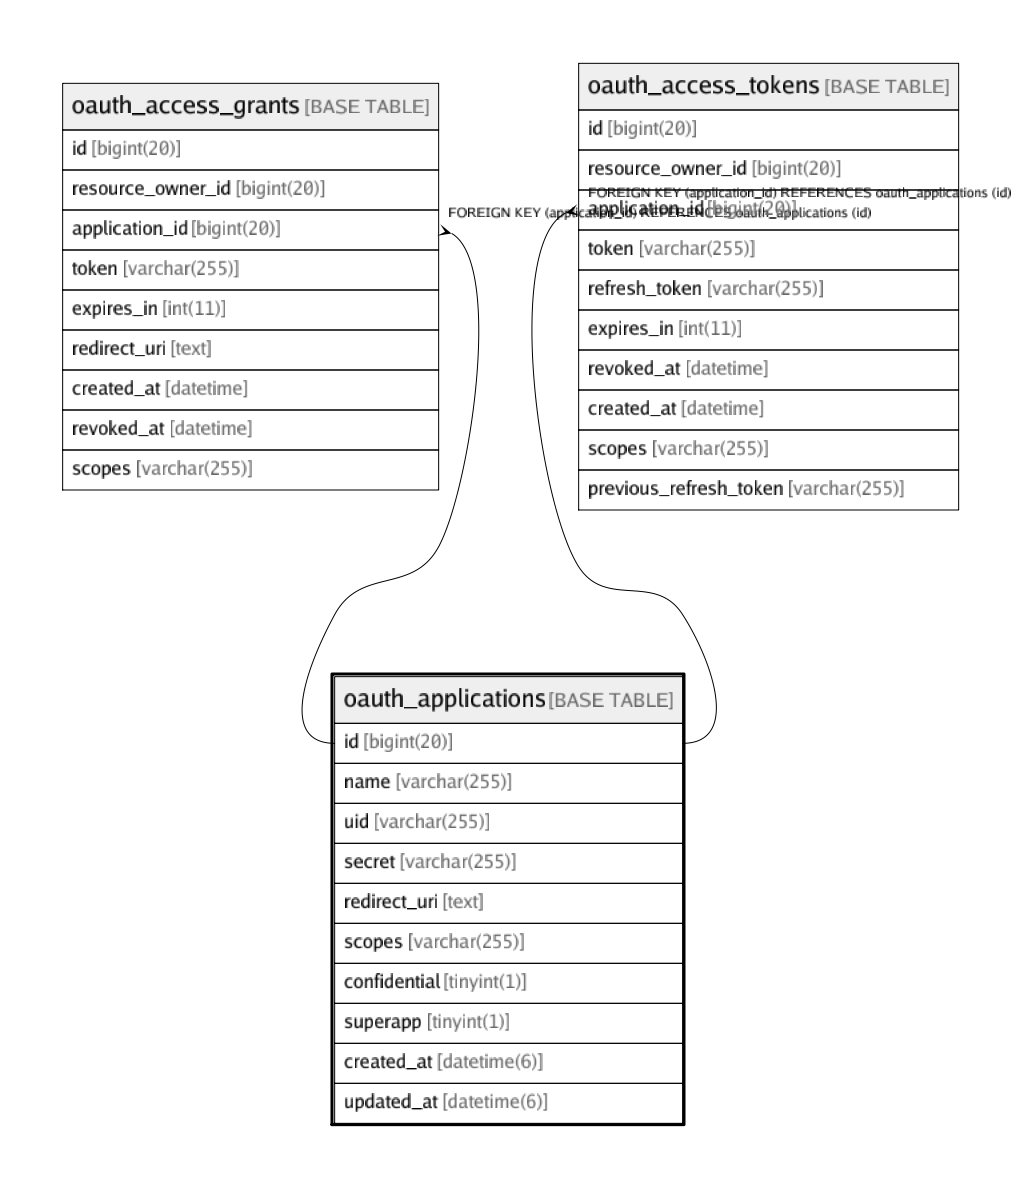 oauth_access_grants [BASE TABLE]
id [bigint(20)]
resource_owner_id [bigint(20)]
application_id [bigint(20)]
token [varchar(255)]
expires_in [int(11)]
redirect_uri [text]
created_at [datetime]
revoked_at [datetime]
scopes [varchar(255)]
FOREIGN KEY (application_id) REFERENCES oauth_applications (id)
oauth_access_tokens [BASE TABLE]
id [bigint(20)]
resource_owner_id [bigint(20)]
FOREIGN KEY (application_id) REFERENCES oauth_applications (id)
application_id [bigint(20)]
token [varchar(255)]
refresh_token [varchar(255)]
expires_in [int(11)]
revoked_at [datetime]
created_at [datetime]
scopes [varchar(255)]
previous_refresh_token [varchar(255)]
oauth_applications [BASE TABLE]
id [bigint(20)]
name [varchar(255)]
uid [varchar(255)]
secret [varchar(255)]
redirect_uri [text]
scopes [varchar(255)]
confidential [tinyint(1)]
superapp [tinyint(1)]
created_at [datetime(6)]
updated_at [datetime(6)]